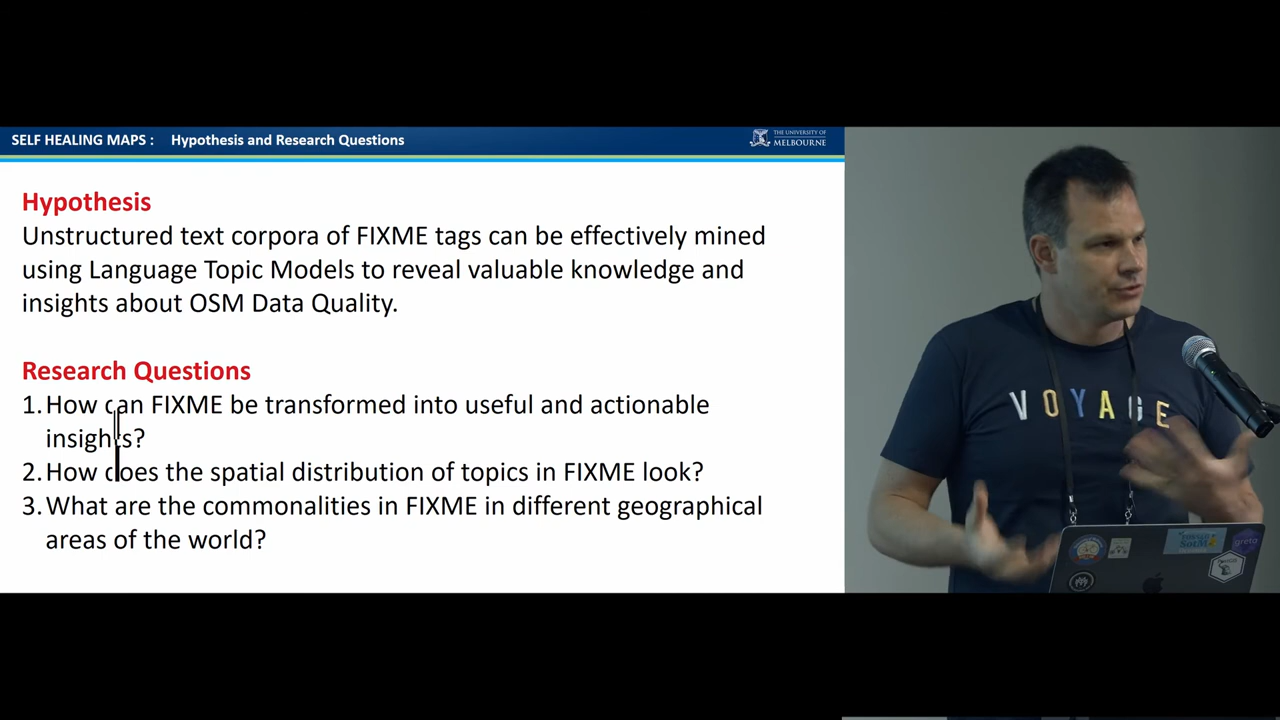 SELF HEALING MAPS : Hypothesis and Research Questions
THE UNIVERSITY OF
MELBOURNE
Hypothesis
Unstructured text corpora of FIXME tags can be effectively mined
using Language Topic Models to reveal valuable knowledge and
insights about OSM Data Quality.
Research Questions
1. How can FIXME be transformed into useful and actionable
insights?
2. How does the spatial distribution of topics in FIXME look?
3. What are the commonalities in FIXME in different geographical
areas of the world?
VOYAGE
SotM
greta